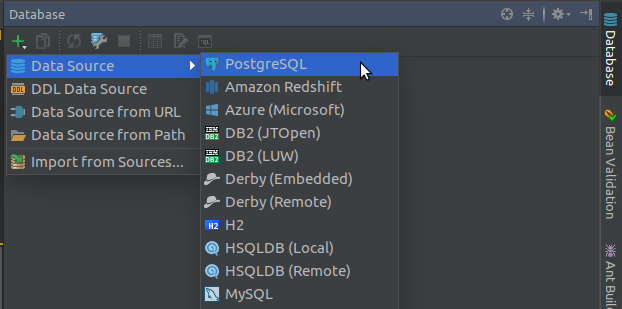 Database
Data Source
DDL Data Source
Data Source from URL
Data Source from Path
Import from Sources...
PostgreSQL
Amazon Redshift
Azure (Microsoft)
DB2 (JTOpen)
DB2 (LUW)
Derby (Embedded)
Derby (Remote)
H2
HSQLDB (Local)
HSQLDB (Remote)
MySQL
Database
Bean Validation
Ant Buil